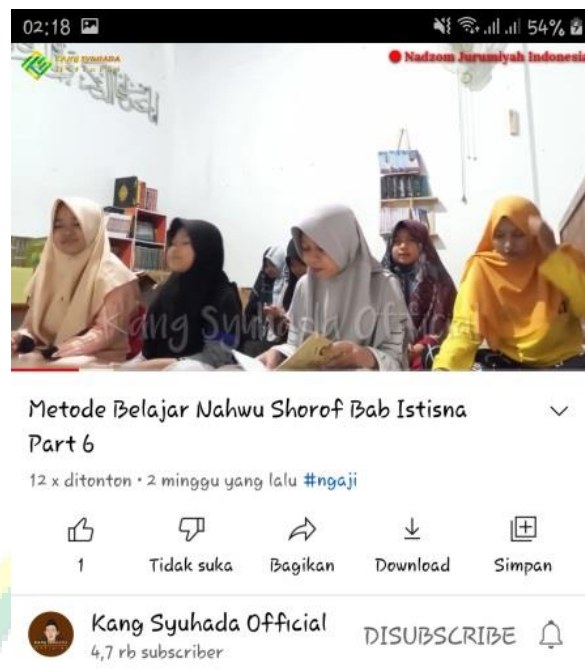 02:18 54%
KANG SYUHADA
Nadzom Jurumiyah Indonesia
Kang Syuhada Official
Metode Belajar Nahwu Shorof Bab Istisna
Part 6
12 x ditonton • 2 minggu yang lalu #ngaji
1 Tidak suka Bagikan Download Simpan
Kang Syuhada Official DISUBSCRIBE
4,7 rb subscriber